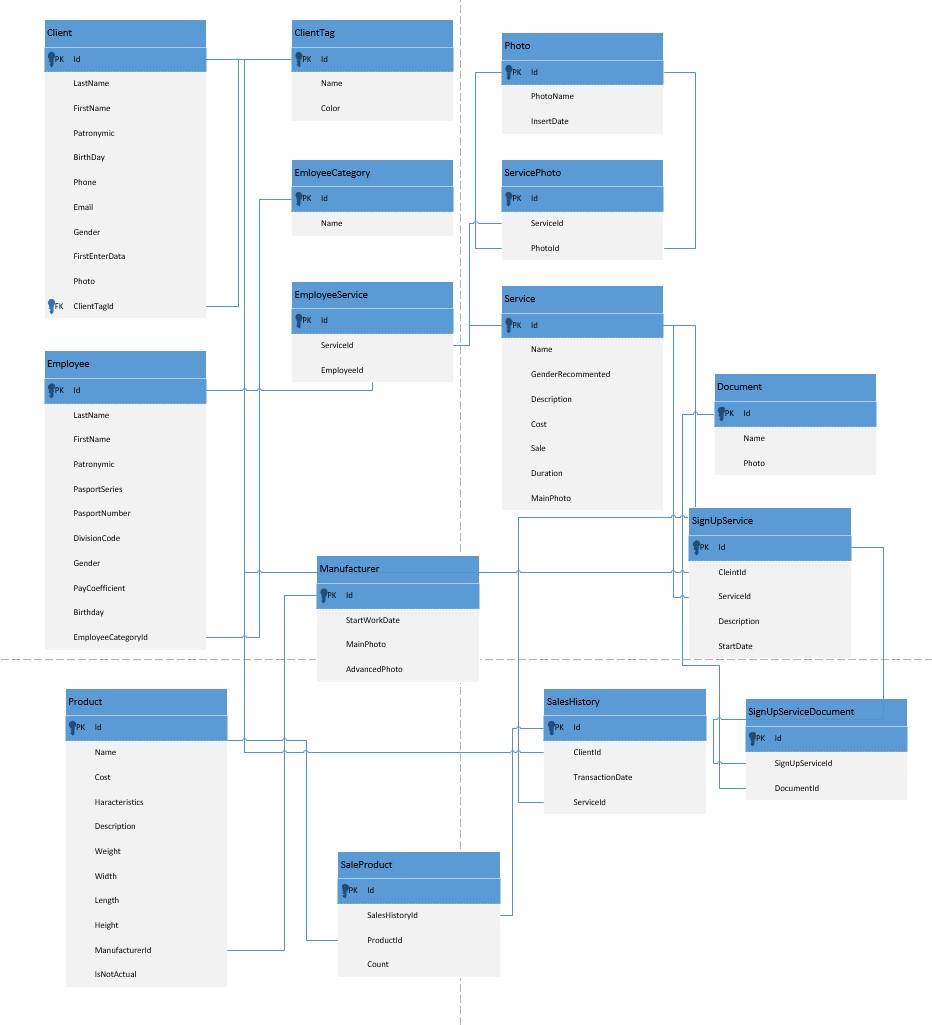 Client
PK Id
LastName
FirstName
Patronymic
BirthDay
Phone
Email
Gender
FirstEnterData
Photo
FK ClientTagId
ClientTag
PK Id
Name
Color
EmloyeeCategory
PK Id
Name
EmployeeService
PK Id
ServiceId
EmployeeId
Photo
PK Id
PhotoName
InsertDate
ServicePhoto
PK Id
ServiceId
PhotoId
Service
PK Id
Name
GenderRecommented
Description
Cost
Sale
Duration
MainPhoto
Document
PK Id
Name
Photo
Employee
PK Id
LastName
FirstName
Patronymic
PasportSeries
PasportNumber
DivisionCode
Gender
PayCoefficient
Birthday
EmployeeCategoryId
Manufacturer
PK Id
StartWorkDate
MainPhoto
AdvancedPhoto
SignUpService
PK Id
CleintId
ServiceId
Description
StartDate
Product
PK Id
Name
Cost
Haracteristics
Description
Weight
Width
Length
Height
ManufacturerId
IsNotActual
SalesHistory
PK Id
ClientId
TransactionDate
ServiceId
SignUpServiceDocument
PK Id
SignUpServiceId
DocumentId
SaleProduct
PK Id
SalesHistoryId
ProductId
Count